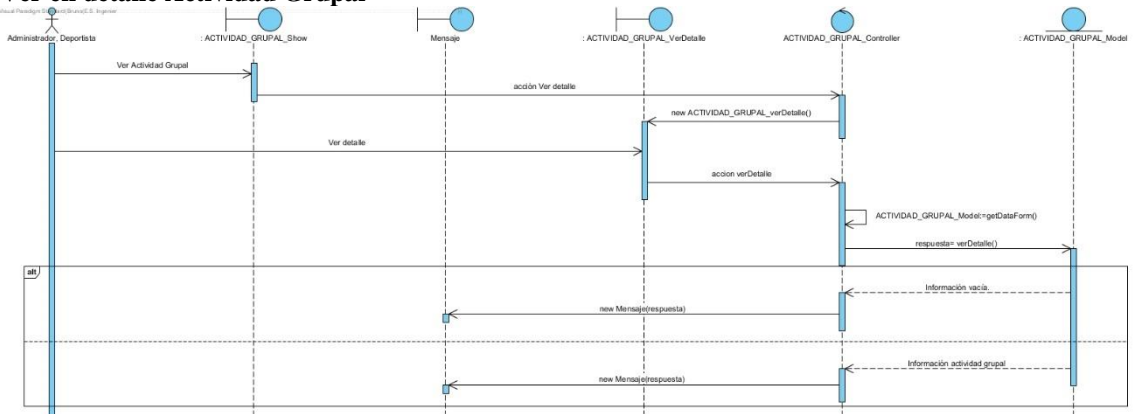 Ver en detalle Actividad Grupal
Administrador, Deportista
: ACTIVIDAD_GRUPAL_Show
Mensaje
: ACTIVIDAD_GRUPAL_VerDetalle
ACTIVIDAD_GRUPAL_Controller
: ACTIVIDAD_GRUPAL_Model
Ver Actividad Grupal
acción Ver detalle
new ACTIVIDAD_GRUPAL_verDetalle()
Ver detalle
accion verDetalle
ACTIVIDAD_GRUPAL_Model:=getDataForm()
respuesta= verDetalle()
alt
Información vacía.
new Mensaje(respuesta)
Información actividad grupal
new Mensaje(respuesta)